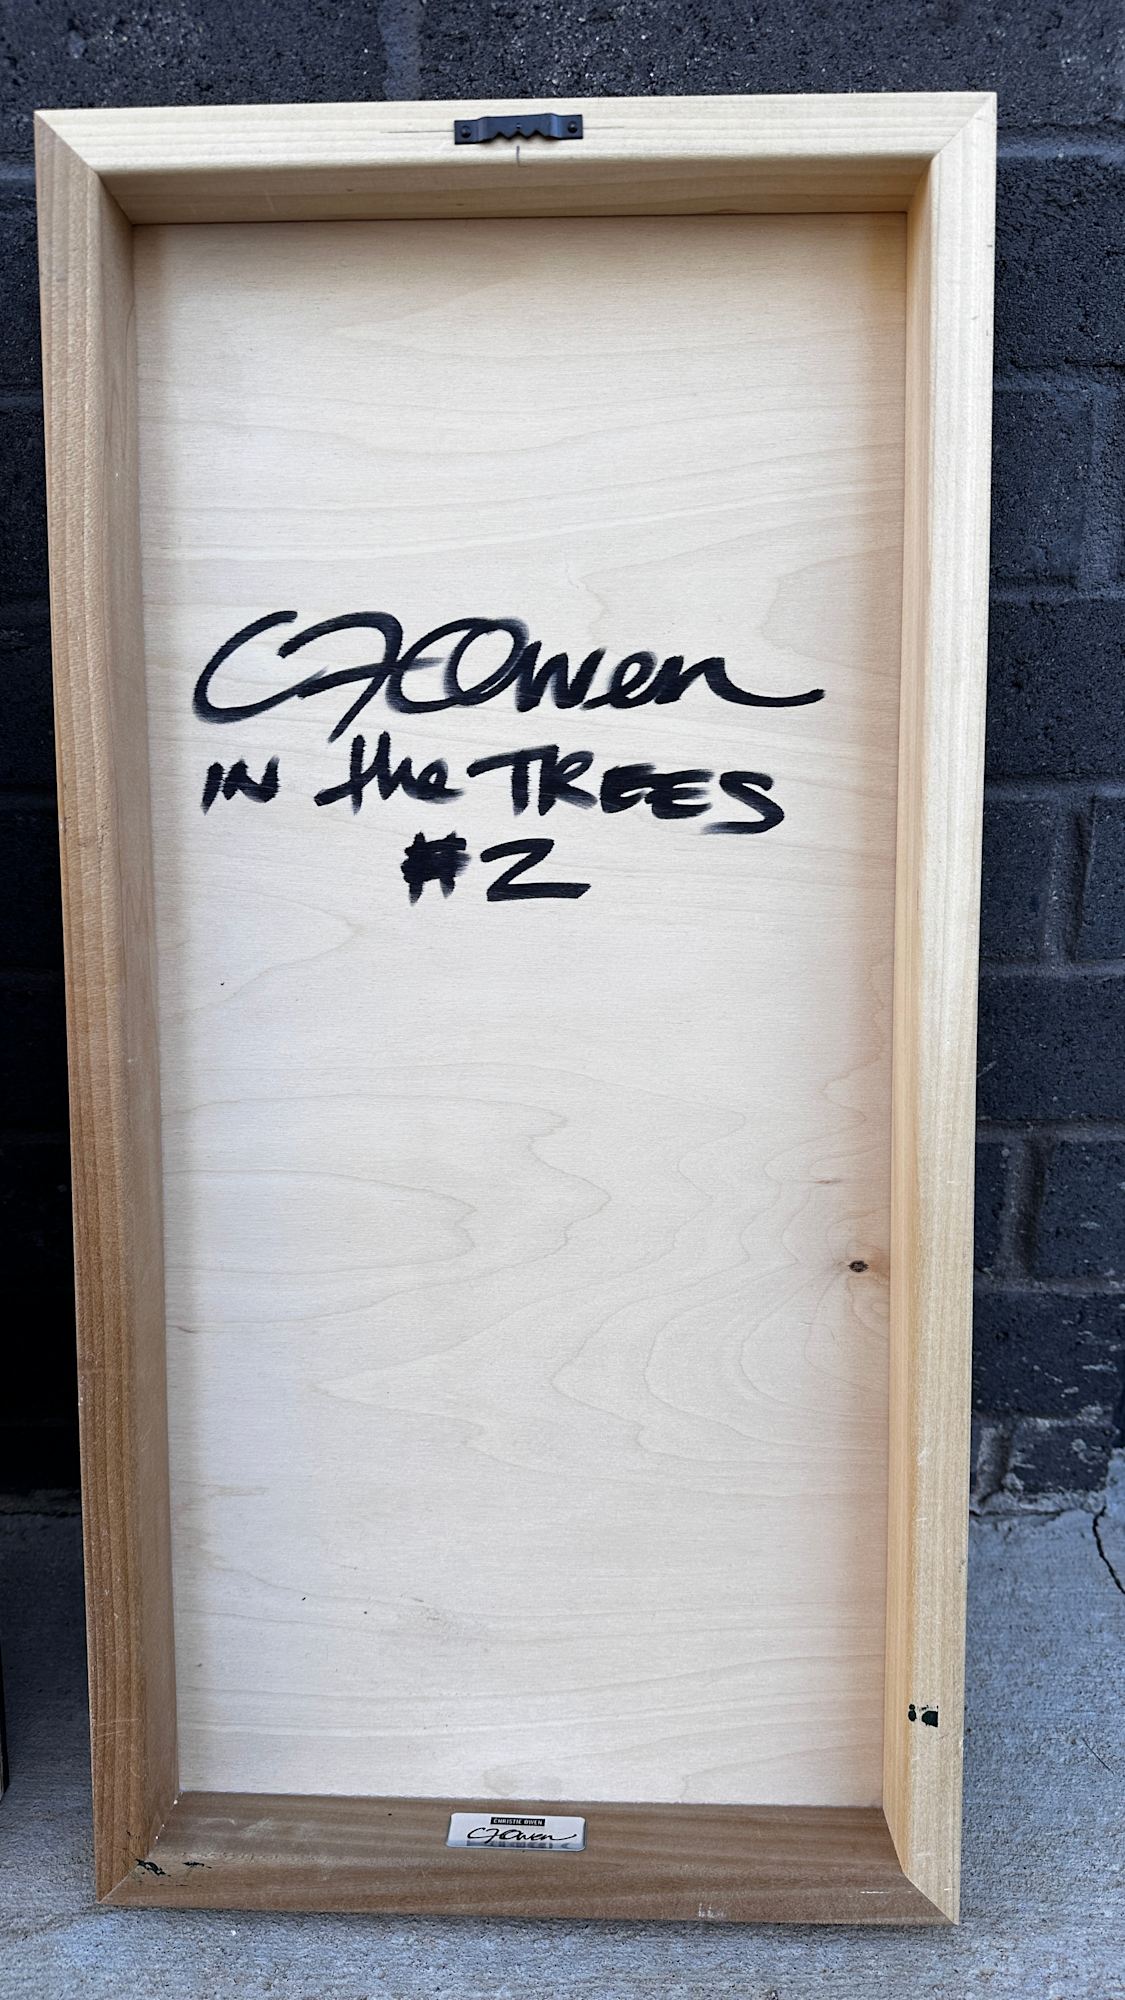 CJOwen
IN the TREES
#2
CHRISTIE OWEN
CJOwen